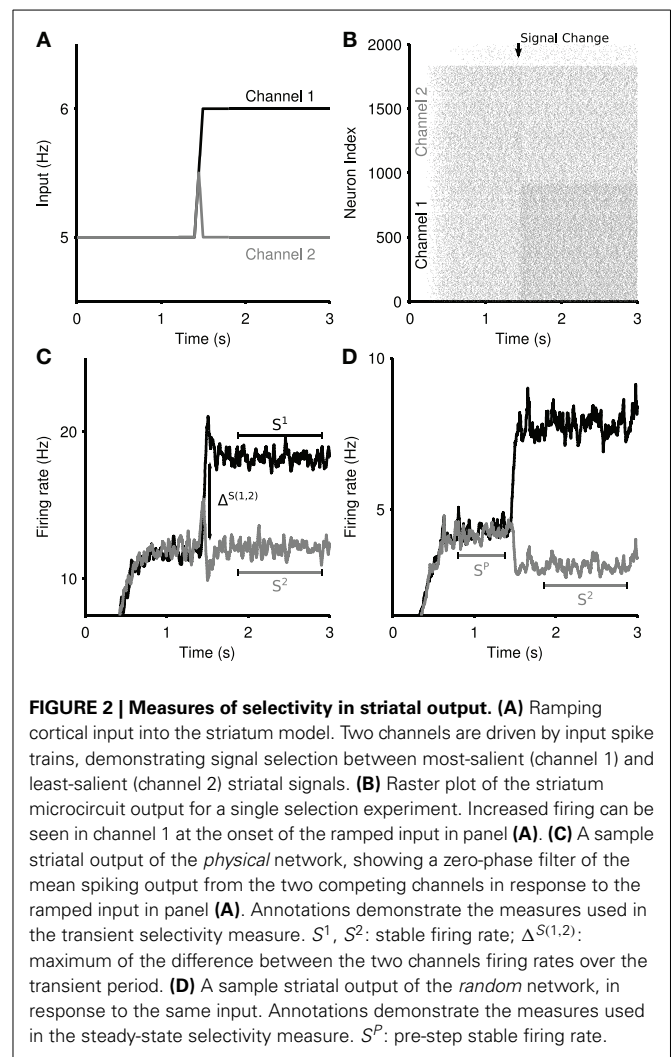 A
6
5
Input (Hz)
Channel 1
Channel 2
0
1
2
3
Time (s)
B
Signal Change
2000
1500
1000
500
0
Neuron Index
Channel 2
Channel 1
0
1
2
3
Time (s)
C
20
10
Firing rate (Hz)
S¹
Δ^S(1,2)
S²
0
1
2
3
Time (s)
D
10
5
Firing rate (Hz)
S^P
S²
0
1
2
3
Time (s)
FIGURE 2 | Measures of selectivity in striatal output. (A) Ramping
cortical input into the striatum model. Two channels are driven by input spike
trains, demonstrating signal selection between most-salient (channel 1) and
least-salient (channel 2) striatal signals. (B) Raster plot of the striatum
microcircuit output for a single selection experiment. Increased firing can be
seen in channel 1 at the onset of the ramped input in panel (A). (C) A sample
striatal output of the physical network, showing a zero-phase filter of the
mean spiking output from the two competing channels in response to the
ramped input in panel (A). Annotations demonstrate the measures used in
the transient selectivity measure. S¹, S²: stable firing rate; Δ^S(1,2):
maximum of the difference between the two channels firing rates over the
transient period. (D) A sample striatal output of the random network, in
response to the same input. Annotations demonstrate the measures used
in the steady-state selectivity measure. S^P: pre-step stable firing rate.